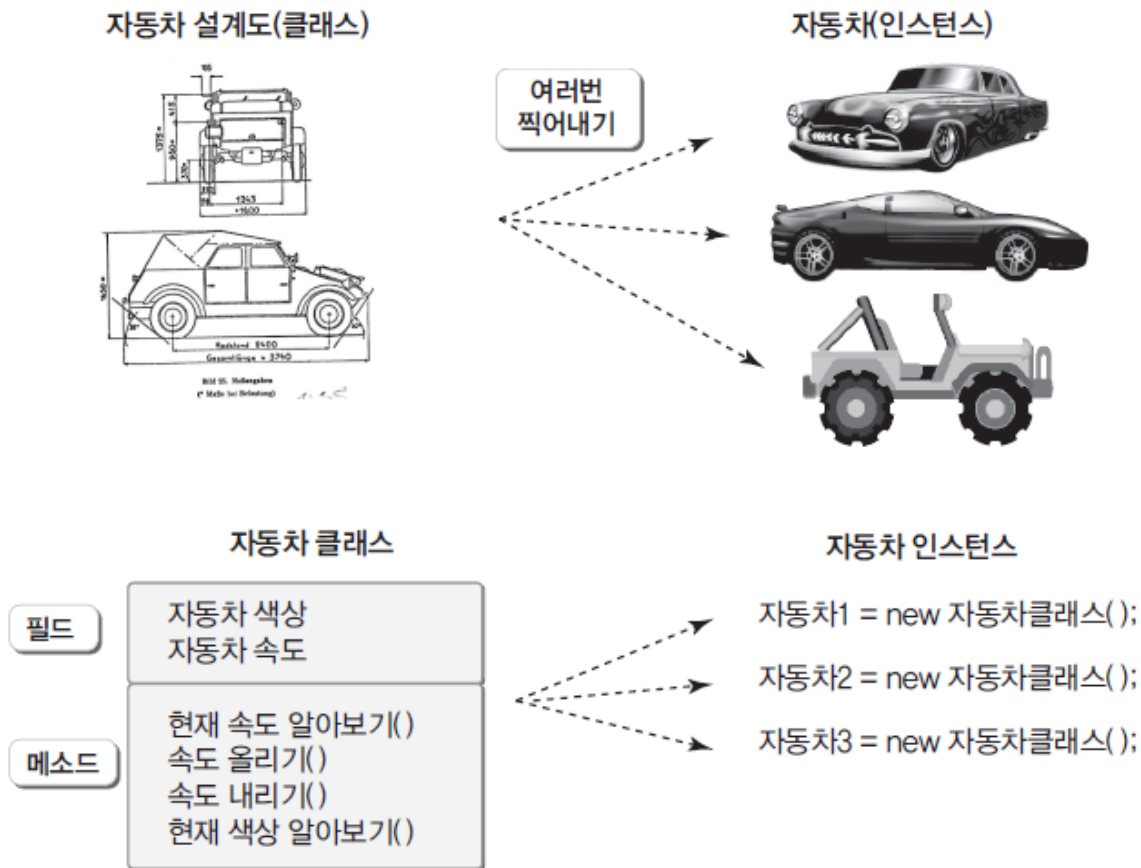 자동차 설계도(클래스)
자동차(인스턴스)
여러번
찍어내기
1343
Radstand 2400
Gesamtlänge = 3740
자동차 클래스
자동차 인스턴스
필드
자동차 색상
자동차 속도
메소드
현재 속도 알아보기()
속도 올리기()
속도 내리기()
현재 색상 알아보기()
자동차1 = new 자동차클래스( );
자동차2 = new 자동차클래스( );
자동차3 = new 자동차클래스( );